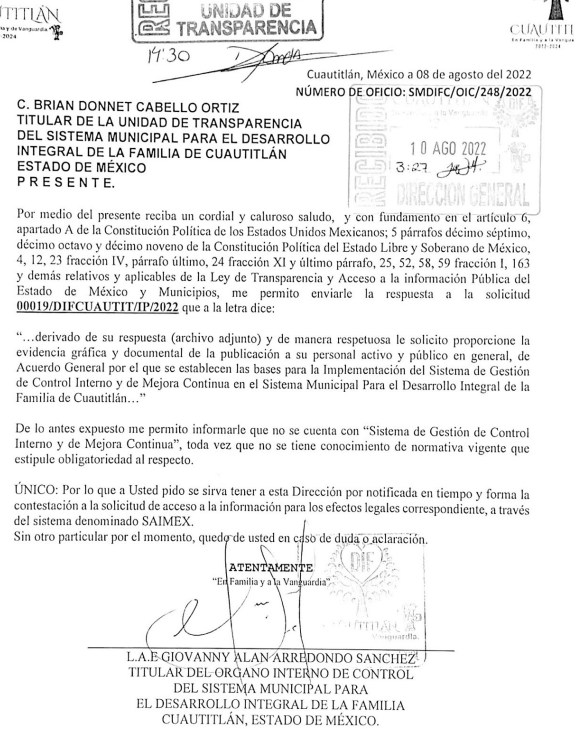 TITLÁN
ia y de Vanguardia
2024
RECI
UNIDAD DE
TRANSPARENCIA
CUAUTITL
En Familia y a la Vanguar
2022-2024
14:30
Cuautitlán, México a 08 de agosto del 2022
NÚMERO DE OFICIO: SMDIFC/OIC/248/2022
C. BRIAN DONNET CABELLO ORTIZ
TITULAR DE LA UNIDAD DE TRANSPARENCIA
DEL SISTEMA MUNICIPAL PARA EL DESARROLLO
INTEGRAL DE LA FAMILIA DE CUAUTITLÁN
ESTADO DE MÉXICO
P R E S E N T E.
RECIBIDO
DIF
10 AGO 2022
3:27
DIRECCIÓN GENERAL
Por medio del presente reciba un cordial y caluroso saludo, y con fundamento en el artículo 6,
apartado A de la Constitución Política de los Estados Unidos Mexicanos; 5 párrafos décimo séptimo,
décimo octavo y décimo noveno de la Constitución Política del Estado Libre y Soberano de México,
4, 12, 23 fracción IV, párrafo último, 24 fracción XI y último párrafo, 25, 52, 58, 59 fracción I, 163
y demás relativos y aplicables de la Ley de Transparencia y Acceso a la información Pública del
Estado de México y Municipios, me permito enviarle la respuesta a la solicitud
00019/DIFCUAUTIT/IP/2022 que a la letra dice:
“…derivado de su respuesta (archivo adjunto) y de manera respetuosa le solicito proporcione la
evidencia gráfica y documental de la publicación a su personal activo y público en general, de
Acuerdo General por el que se establecen las bases para la Implementación del Sistema de Gestión
de Control Interno y de Mejora Continua en el Sistema Municipal Para el Desarrollo Integral de la
Familia de Cuautitlán…”
De lo antes expuesto me permito informarle que no se cuenta con “Sistema de Gestión de Control
Interno y de Mejora Continua”, toda vez que no se tiene conocimiento de normativa vigente que
estipule obligatoriedad al respecto.
ÚNICO: Por lo que a Usted pido se sirva tener a esta Dirección por notificada en tiempo y forma la
contestación a la solicitud de acceso a la información para los efectos legales correspondiente, a través
del sistema denominado SAIMEX.
Sin otro particular por el momento, quedo de usted en caso de duda o aclaración.
ATENTAMENTE
“En Familia y a la Vanguardia”
DIF
L.A.E GIOVANNY ALAN ARREDONDO SANCHEZ
TITULAR DEL ORGANO INTERNO DE CONTROL
DEL SISTEMA MUNICIPAL PARA
EL DESARROLLO INTEGRAL DE LA FAMILIA
CUAUTITLÁN, ESTADO DE MÉXICO.